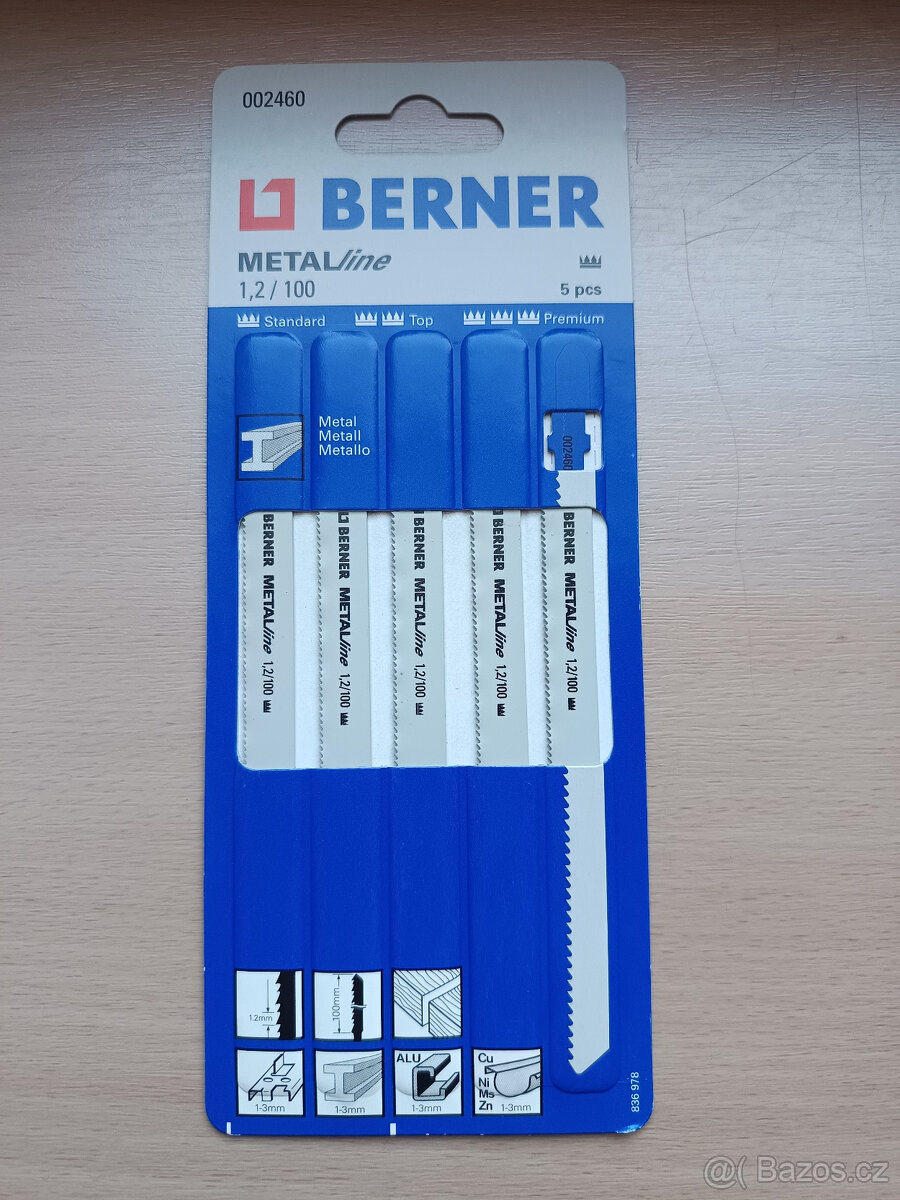 002460
BERNER
METALline
1,2 / 100
5 pcs
Standard Top Premium
Metal
Metall
Metallo
002460
BERNER METALline 1,2/100
BERNER METALline 1,2/100
BERNER METALline 1,2/100
BERNER METALline 1,2/100
BERNER METALline 1,2/100
1.2mm
100mm
1-3mm
1-3mm
ALU
1-3mm
Cu
Ni
Ms
Zn 1-3mm
836 978
@( Bazos.cz